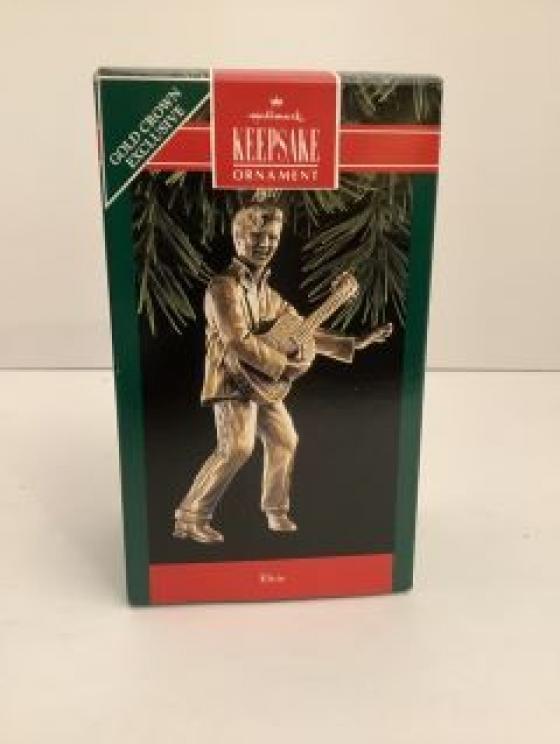 GOLD CROWN
EXCLUSIVE
Hallmark
KEEPSAKE
ORNAMENT
Elvis